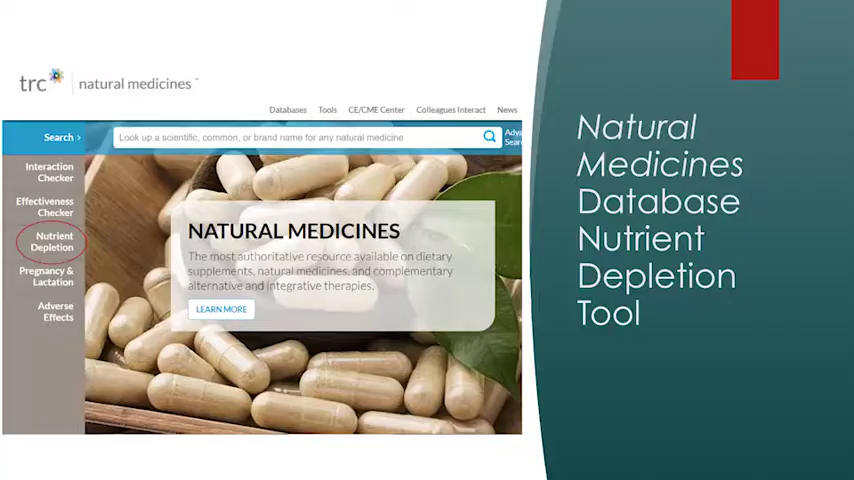 trc natural medicines ™
Databases Tools CE/CME Center Colleagues Interact News
Search › Look up a scientific, common, or brand name for any natural medicine
Interaction
Checker
Effectiveness
Checker
Nutrient
Depletion
Pregnancy &
Lactation
Adverse
Effects
NATURAL MEDICINES
The most authoritative resource available on dietary
supplements, natural medicines, and complementary
alternative and integrative therapies.
LEARN MORE
Natural
Medicines
Database
Nutrient
Depletion
Tool